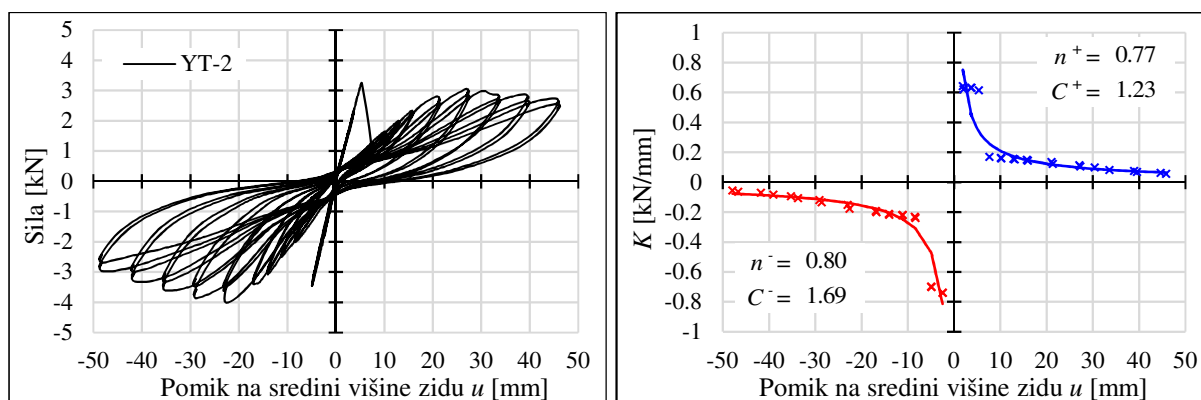 5
4
3
2
1
0
-1
-2
-3
-4
-5
Sila [kN]
YT-2
-50 -40 -30 -20 -10 0 10 20 30 40 50
Pomik na sredini višine zidu u [mm]
1
0.8
0.6
0.4
0.2
0
-0.2
-0.4
-0.6
-0.8
-1
K [kN/mm]
n⁺= 0.77
C⁺= 1.23
n⁻= 0.80
C⁻= 1.69
-50 -40 -30 -20 -10 0 10 20 30 40 50
Pomik na sredini višine zidu u [mm]